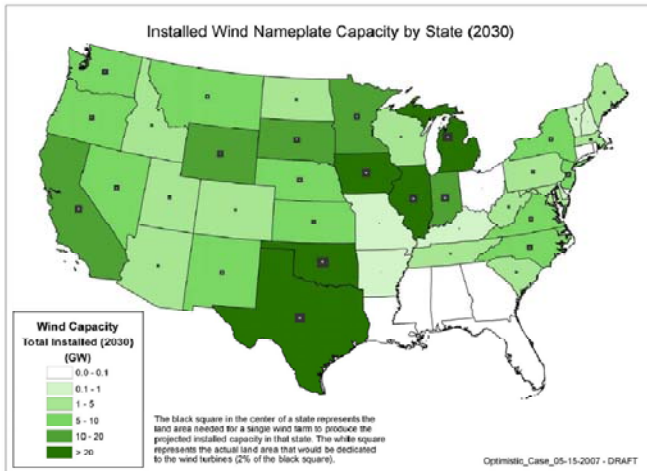 Installed Wind Nameplate Capacity by State (2030)
Wind Capacity
Total Installed (2030)
(GW)
0.0 - 0.1
0.1 - 1
1 - 5
5 - 10
10 - 20
> 20
The black square in the center of a state represents the
land area needed for a single wind farm to produce the
projected installed capacity in that state. The white square
represents the actual land area that would be dedicated
to the wind turbines (2% of the black square).
Optimistic_Case_05-15-2007 - DRAFT